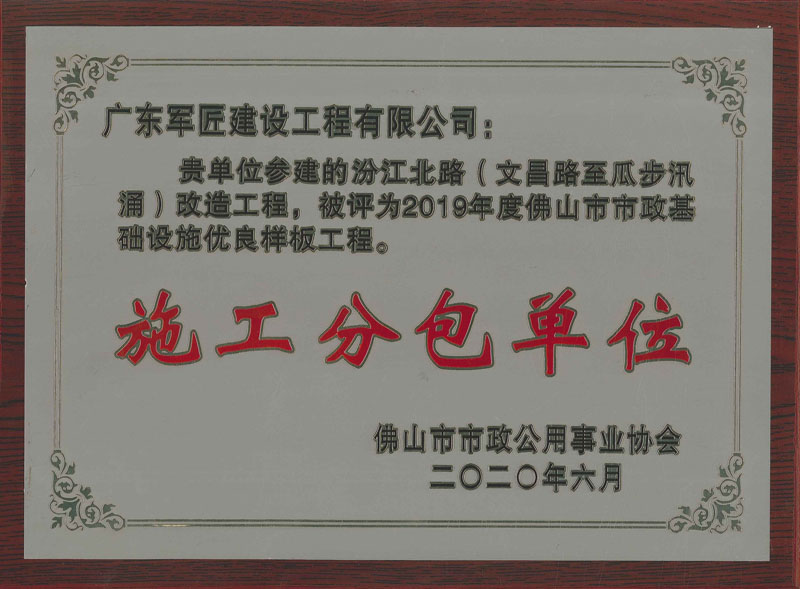 广东军匠建设工程有限公司：
贵单位参建的汾江北路（文昌路至瓜步汛
涌）改造工程，被评为2019年度佛山市市政基
础设施优良样板工程。
施工分包单位
佛山市市政公用事业协会
二〇二〇年六月